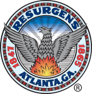 RESURGENS
1847 1865
ATLANTA, GA.
®